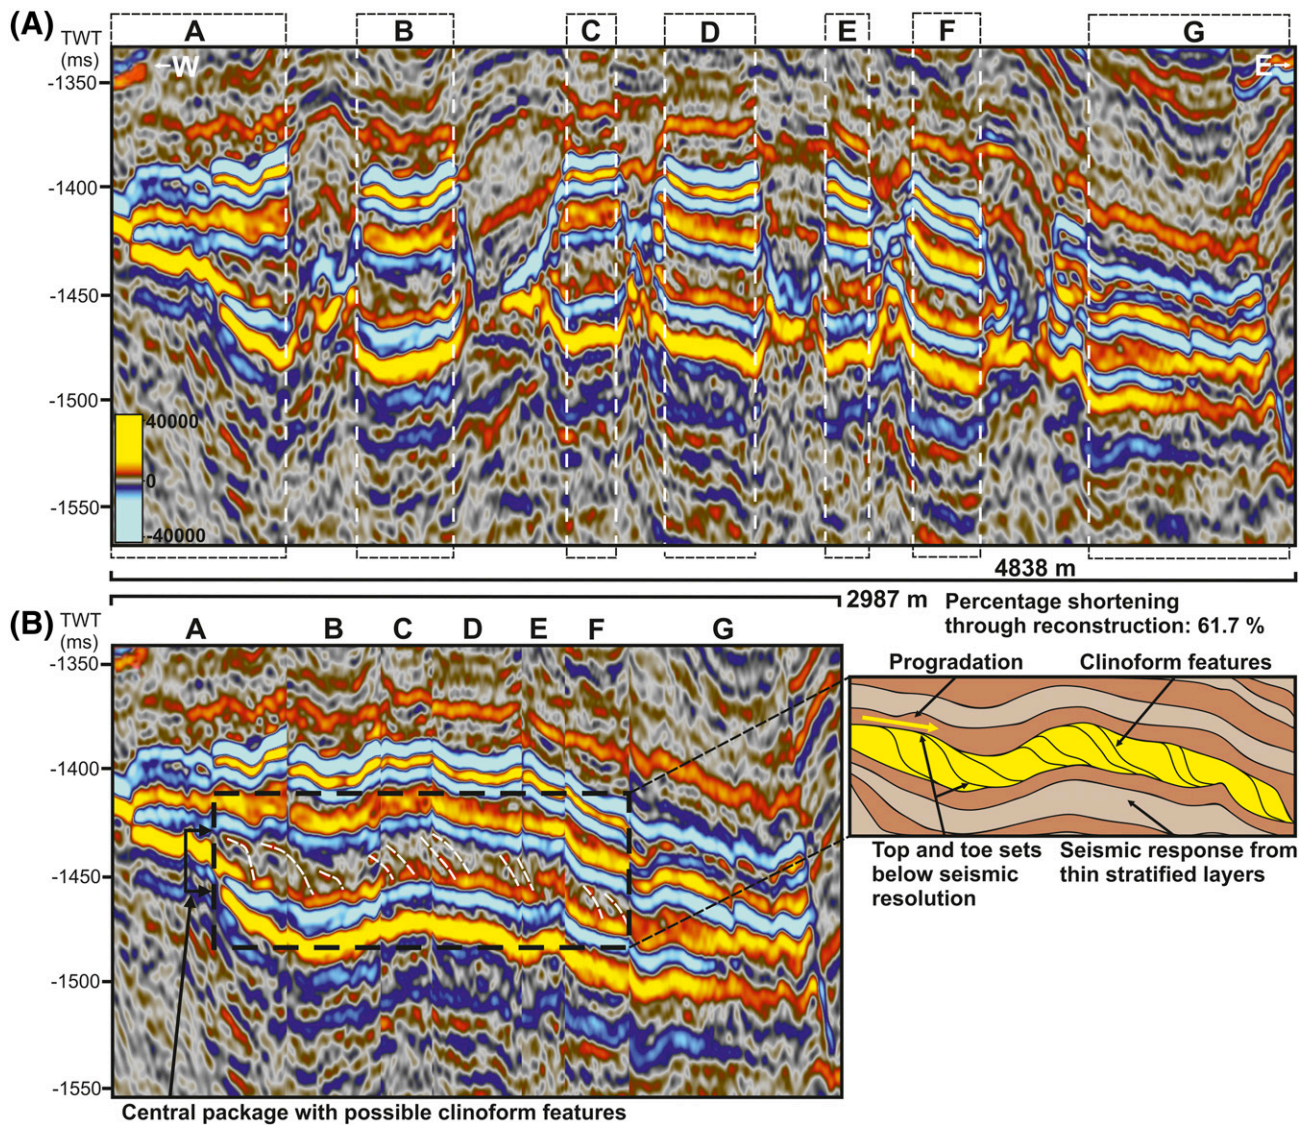 (A)
TWT
(ms)
A B C D E F G
←W
E→
-1350
-1400
-1450
-1500
-1550
40000
0
-40000
4838 m
2987 m
Percentage shortening
through reconstruction: 61.7 %
(B)
TWT
(ms)
A B C D E F G
-1350
-1400
-1450
-1500
-1550
Progradation
Clinoform features
Top and toe sets
below seismic
resolution
Seismic response from
thin stratified layers
Central package with possible clinoform features